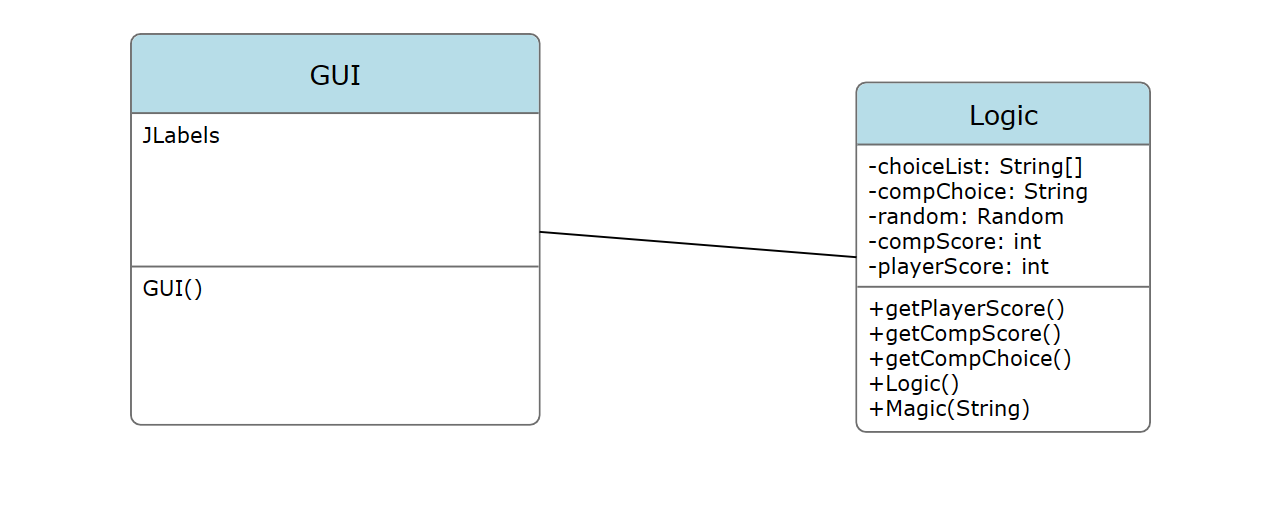 GUI
JLabels
GUI()
Logic
-choiceList: String[]
-compChoice: String
-random: Random
-compScore: int
-playerScore: int
+getPlayerScore()
+getCompScore()
+getCompChoice()
+Logic()
+Magic(String)